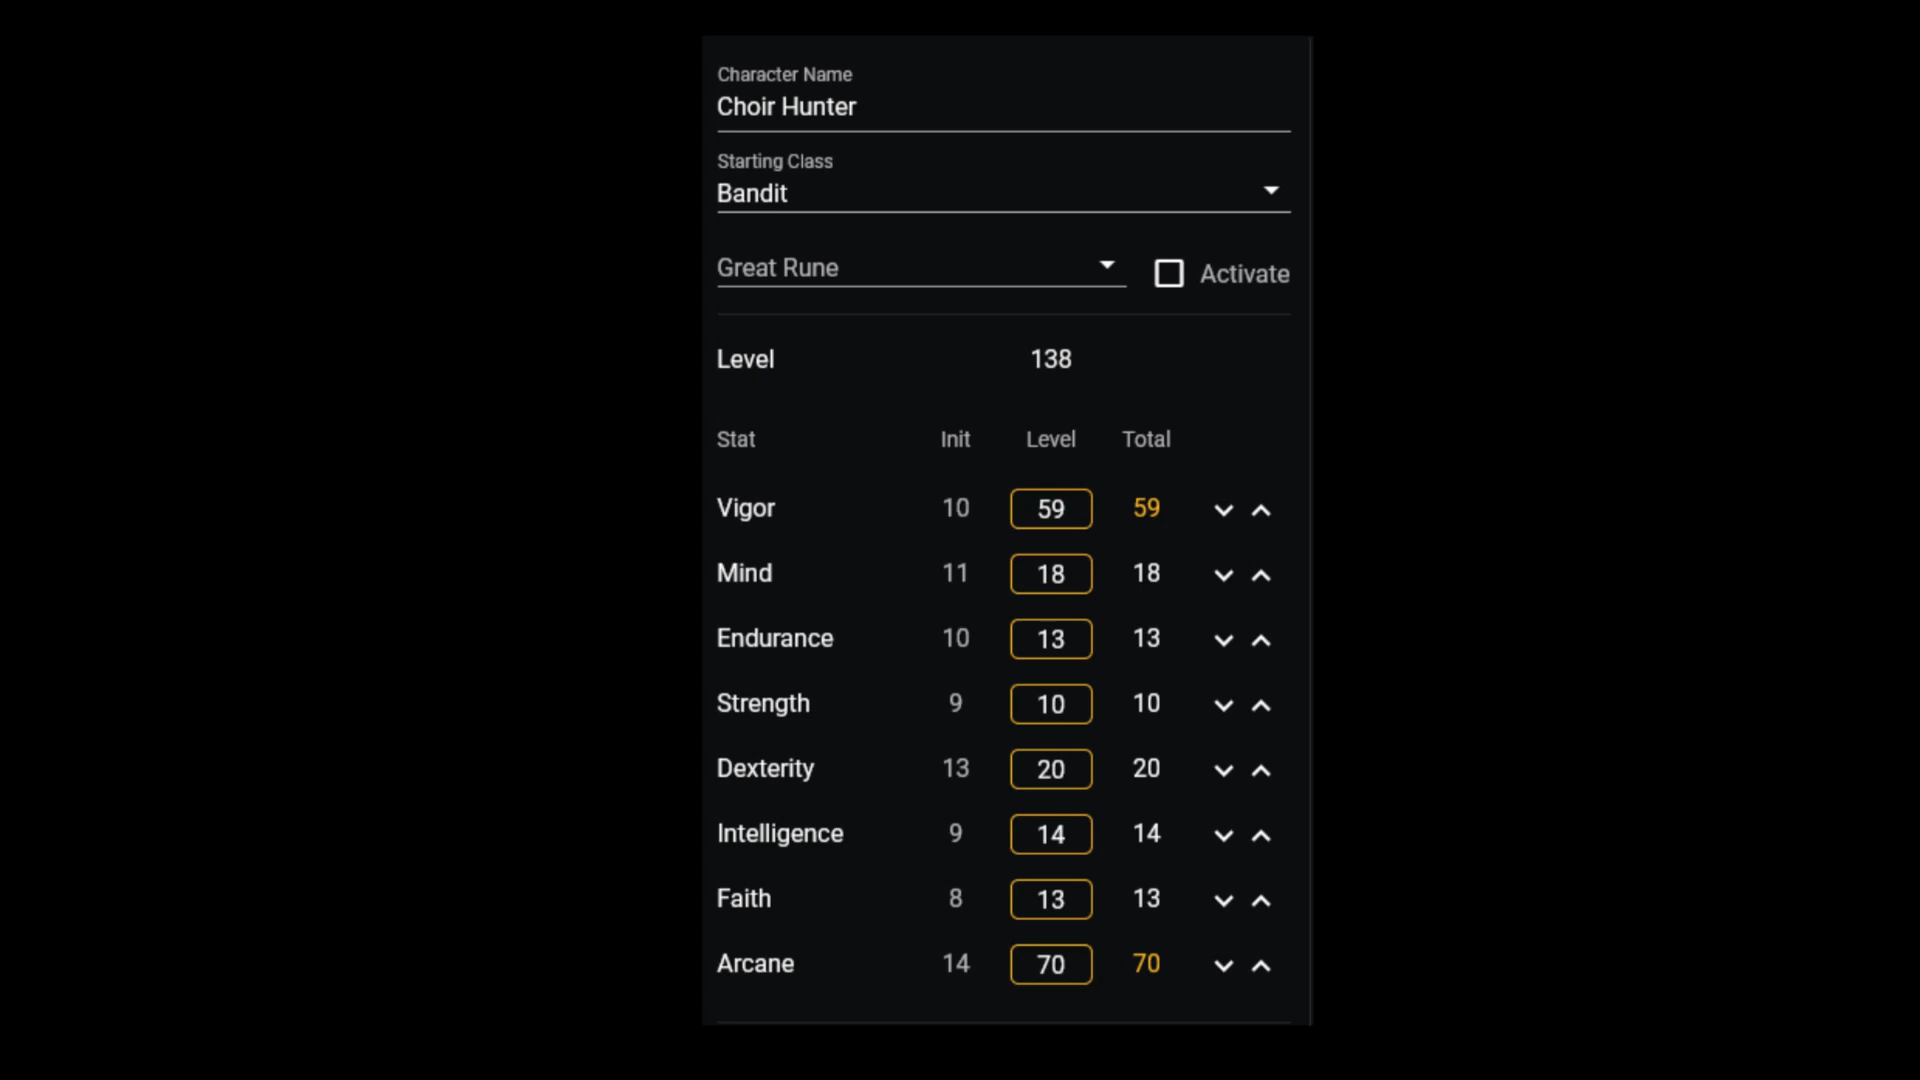 Character Name
Choir Hunter
Starting Class
Bandit
Great Rune Activate
Level 138
Stat Init Level Total
Vigor 10 59 59
Mind 11 18 18
Endurance 10 13 13
Strength 9 10 10
Dexterity 13 20 20
Intelligence 9 14 14
Faith 8 13 13
Arcane 14 70 70